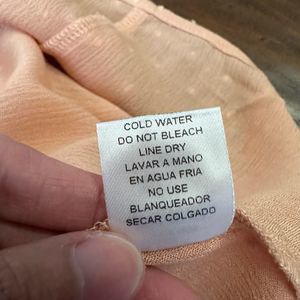 COLD WATER
DO NOT BLEACH
LINE DRY
LAVAR A MANO
EN AGUA FRIA
NO USE
BLANQUEADOR
SECAR COLGADO